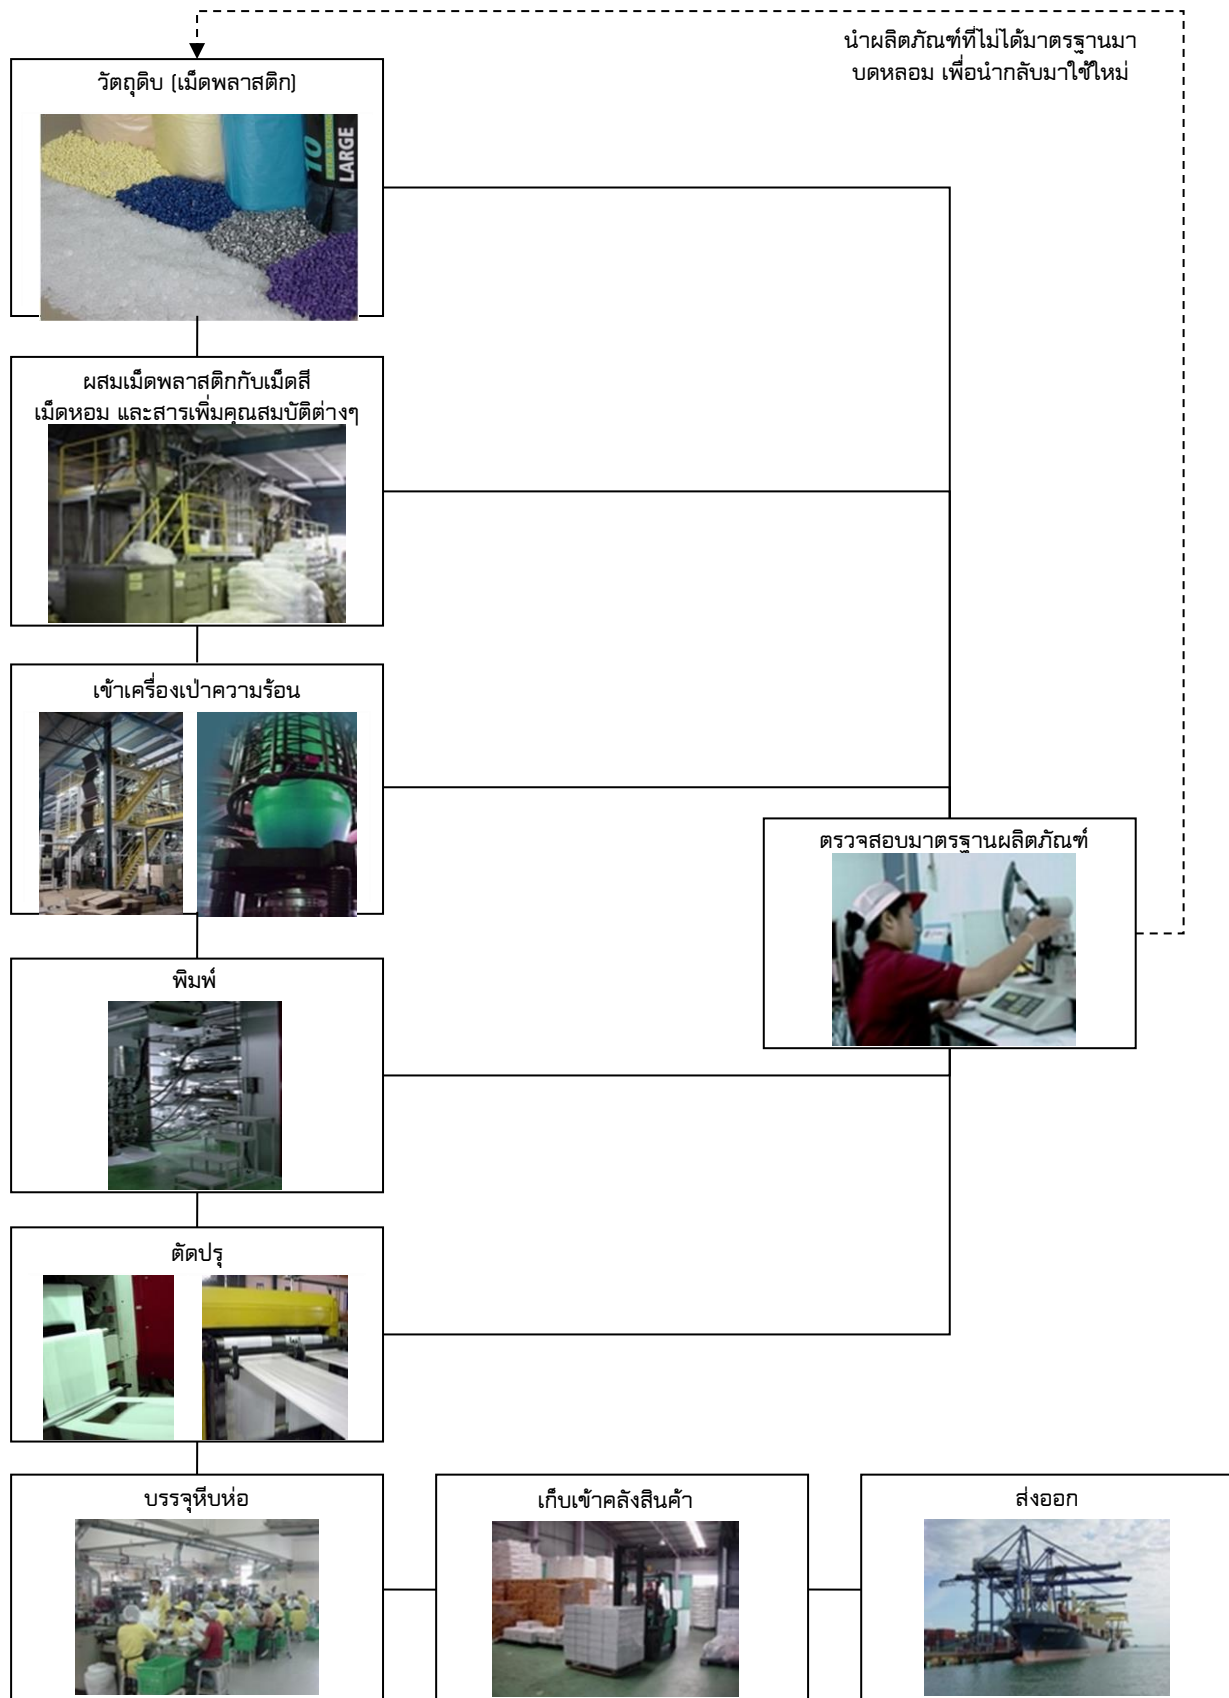 นำผลิตภัณฑ์ที่ไม่ได้มาตรฐานมา
บดหลอม เพื่อนำกลับมาใช้ใหม่
วัตถุดิบ (เม็ดพลาสติก)
10
LARGE
ผสมเม็ดพลาสติกกับเม็ดสี
เม็ดหอม และสารเพิ่มคุณสมบัติต่างๆ
เข้าเครื่องเป่าความร้อน
ตรวจสอบมาตรฐานผลิตภัณฑ์
พิมพ์
ตัดปรุ
บรรจุหีบห่อ
เก็บเข้าคลังสินค้า
ส่งออก